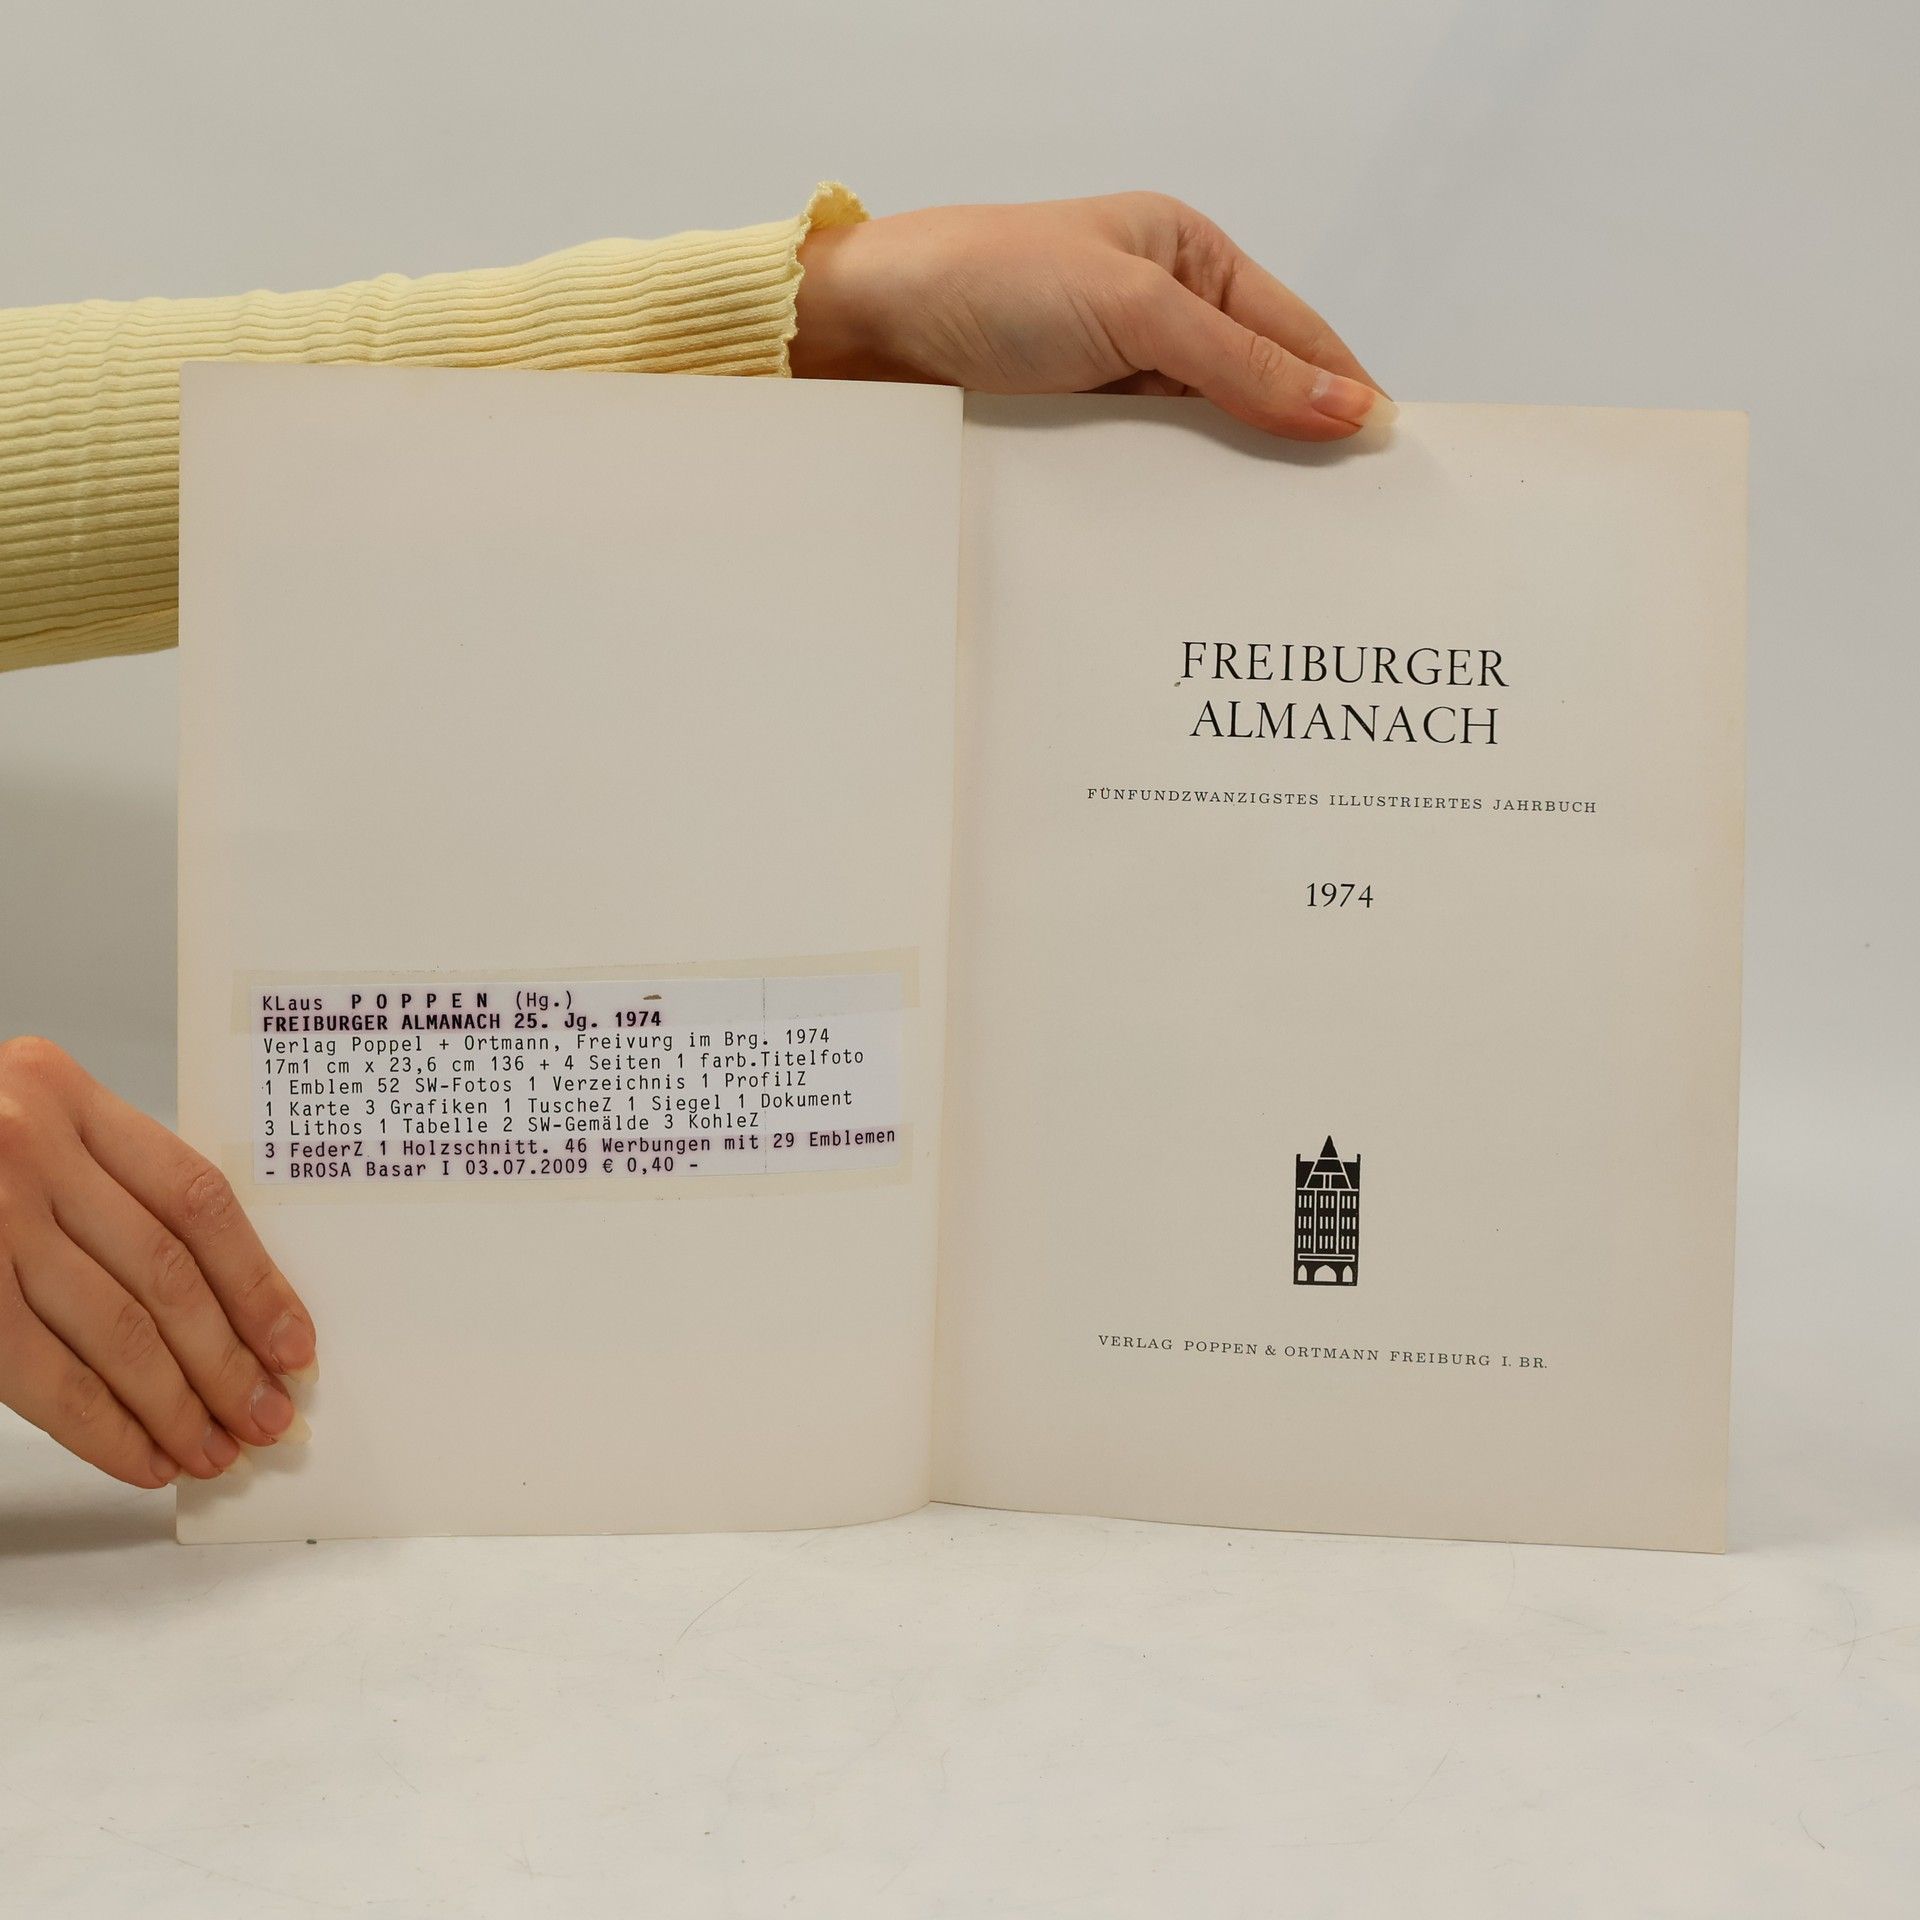 KLaus P O P P E N (Hg.)
FREIBURGER ALMANACH 25. Jg. 1974
Verlag Poppel + Ortmann, Freivurg im Brg. 1974
17m1 cm x 23,6 cm 136 + 4 Seiten 1 farb.Titelfoto
1 Emblem 52 SW-Fotos 1 Verzeichnis 1 ProfilZ
1 Karte 3 Grafiken 1 TuscheZ 1 Siegel 1 Dokument
3 Lithos 1 Tabelle 2 SW-Gemälde 3 KohleZ
3 FederZ 1 Holzschnitt. 46 Werbungen mit 29 Emblemen
- BROSA Basar I 03.07.2009 € 0,40 -
FREIBURGER
ALMANACH
FÜNFUNDZWANZIGSTES ILLUSTRIERTES JAHRBUCH
1974
VERLAG POPPEN & ORTMANN FREIBURG I. BR.